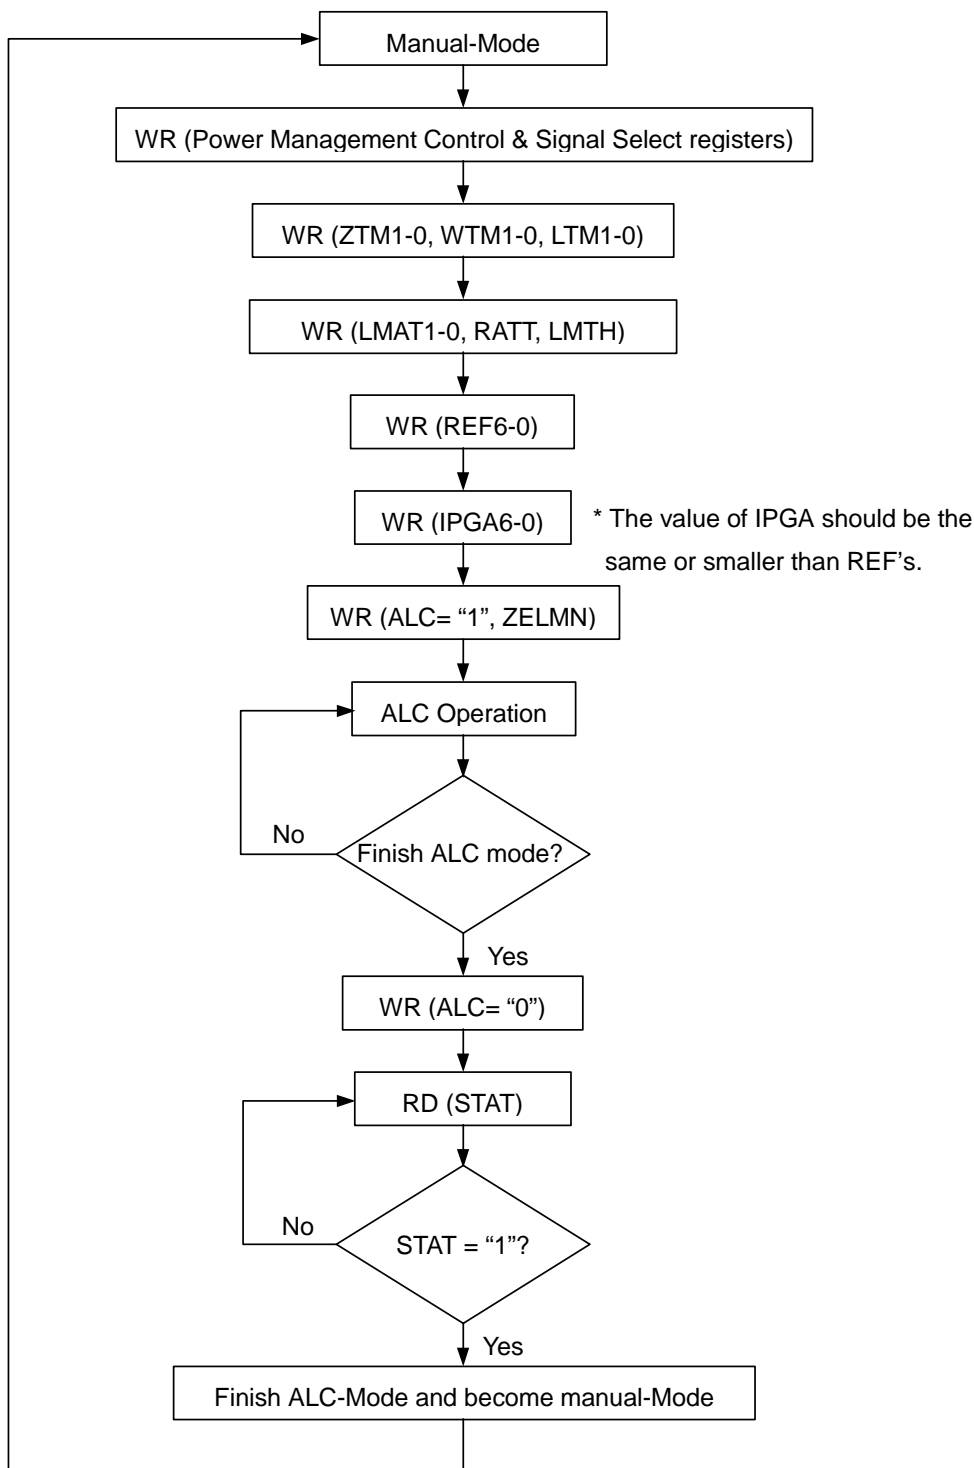 Manual-Mode
WR (Power Management Control & Signal Select registers)
WR (ZTM1-0, WTM1-0, LTM1-0)
WR (LMAT1-0, RATT, LMTH)
WR (REF6-0)
WR (IPGA6-0)
* The value of IPGA should be the
same or smaller than REF’s.
WR (ALC= “1”, ZELMN)
ALC Operation
No
Finish ALC mode?
Yes
WR (ALC= “0”)
RD (STAT)
No
STAT = “1”?
Yes
Finish ALC-Mode and become manual-Mode